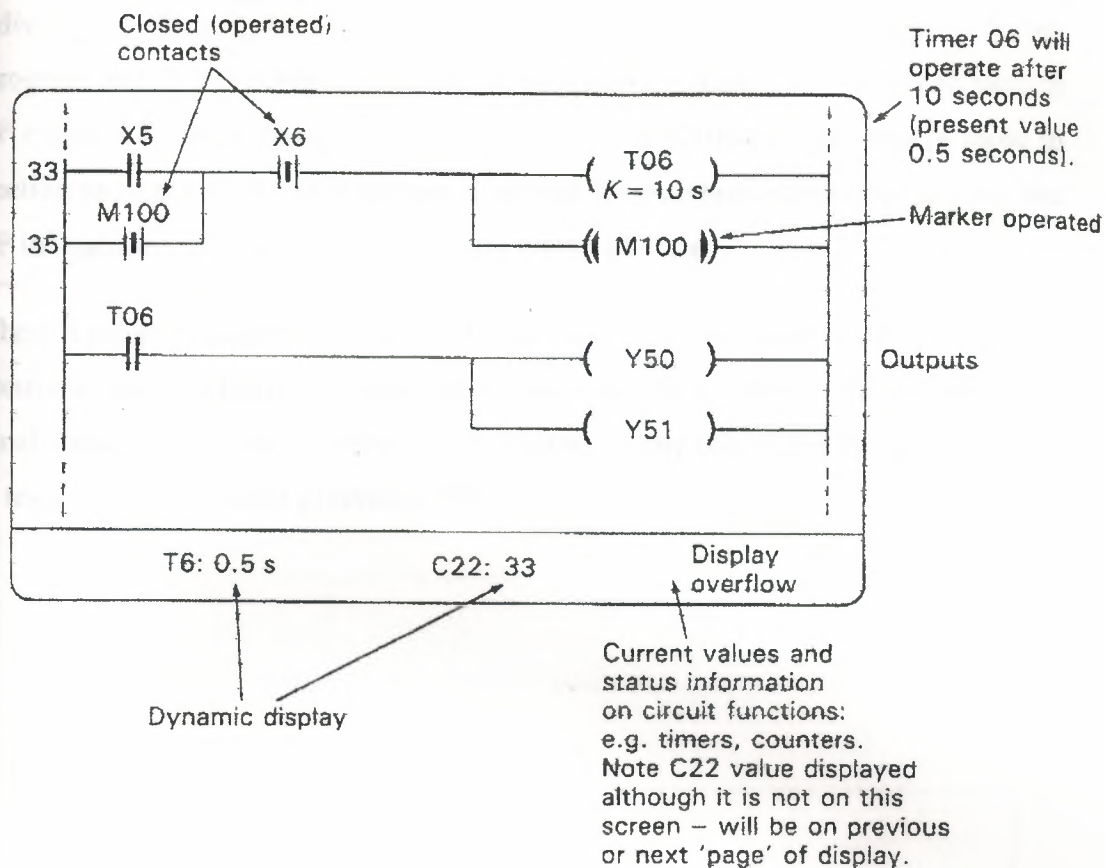 Closed (operated)
contacts
Timer 06 will
operate after
10 seconds
(present value
0.5 seconds).
X5
X6
33
T06
K = 10 s
M100
Marker operated
35
M100
T06
Y50
Outputs
Y51
T6: 0.5 s
C22: 33
Display
overflow
Dynamic display
Current values and
status information
on circuit functions:
e.g. timers, counters.
Note C22 value displayed
although it is not on this
screen – will be on previous
or next 'page' of display.